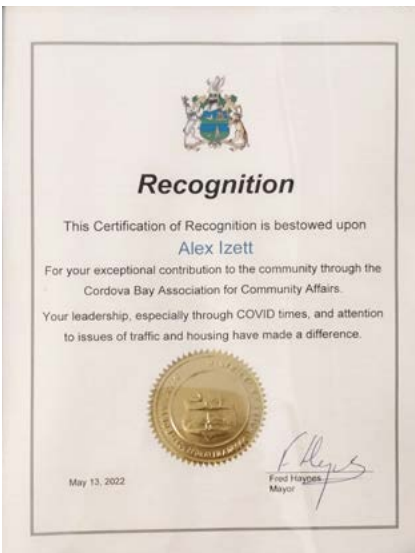 Recognition
This Certification of Recognition is bestowed upon
Alex Izett
For your exceptional contribution to the community through the
Cordova Bay Association for Community Affairs.
Your leadership, especially through COVID times, and attention
to issues of traffic and housing have made a difference.
May 13, 2022
Fred Haynes
Mayor